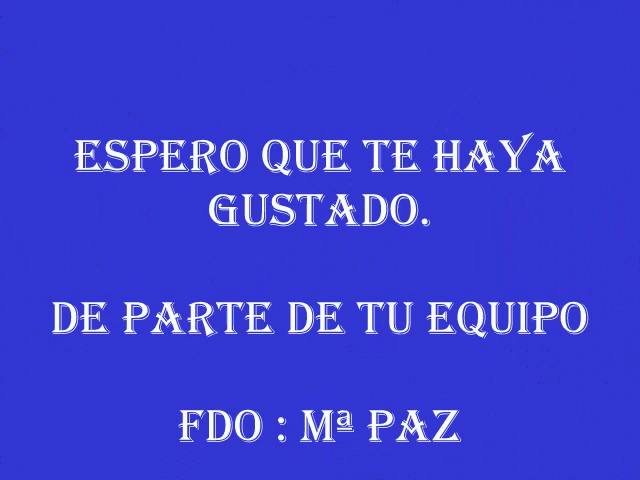 ESPERO QUE TE HAYA
GUSTADO.
DE PARTE DE TU EQUIPO
FDO : Mª PAZ